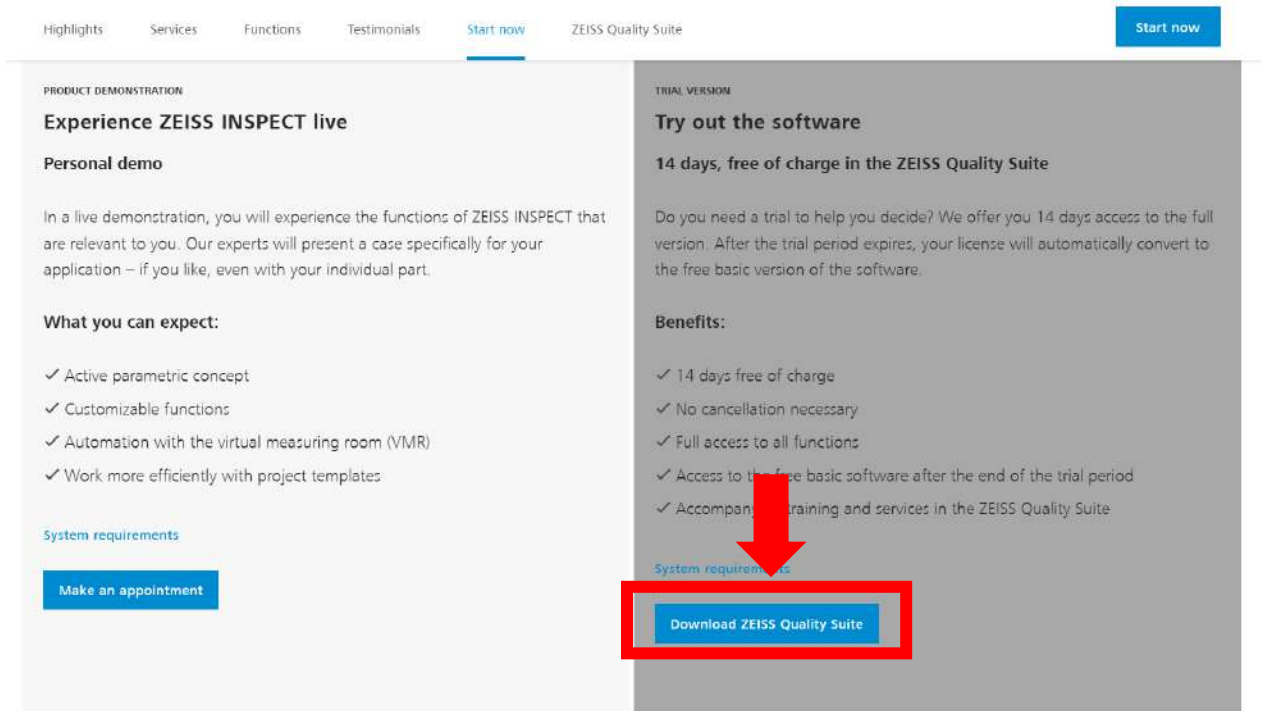 Highlights Services Functions Testimonials Start now ZEISS Quality Suite Start now
PRODUCT DEMONSTRATION
Experience ZEISS INSPECT live
Personal demo
In a live demonstration, you will experience the functions of ZEISS INSPECT that
are relevant to you. Our experts will present a case specifically for your
application – if you like, even with your individual part.
What you can expect:
✓ Active parametric concept
✓ Customizable functions
✓ Automation with the virtual measuring room (VMR)
✓ Work more efficiently with project templates
System requirements
Make an appointment
TRIAL VERSION
Try out the software
14 days, free of charge in the ZEISS Quality Suite
Do you need a trial to help you decide? We offer you 14 days access to the full
version. After the trial period expires, your license will automatically convert to
the free basic version of the software.
Benefits:
✓ 14 days free of charge
✓ No cancellation necessary
✓ Full access to all functions
✓ Access to the free basic software after the end of the trial period
✓ training and services in the ZEISS Quality Suite
System requirements
Download ZEISS Quality Suite